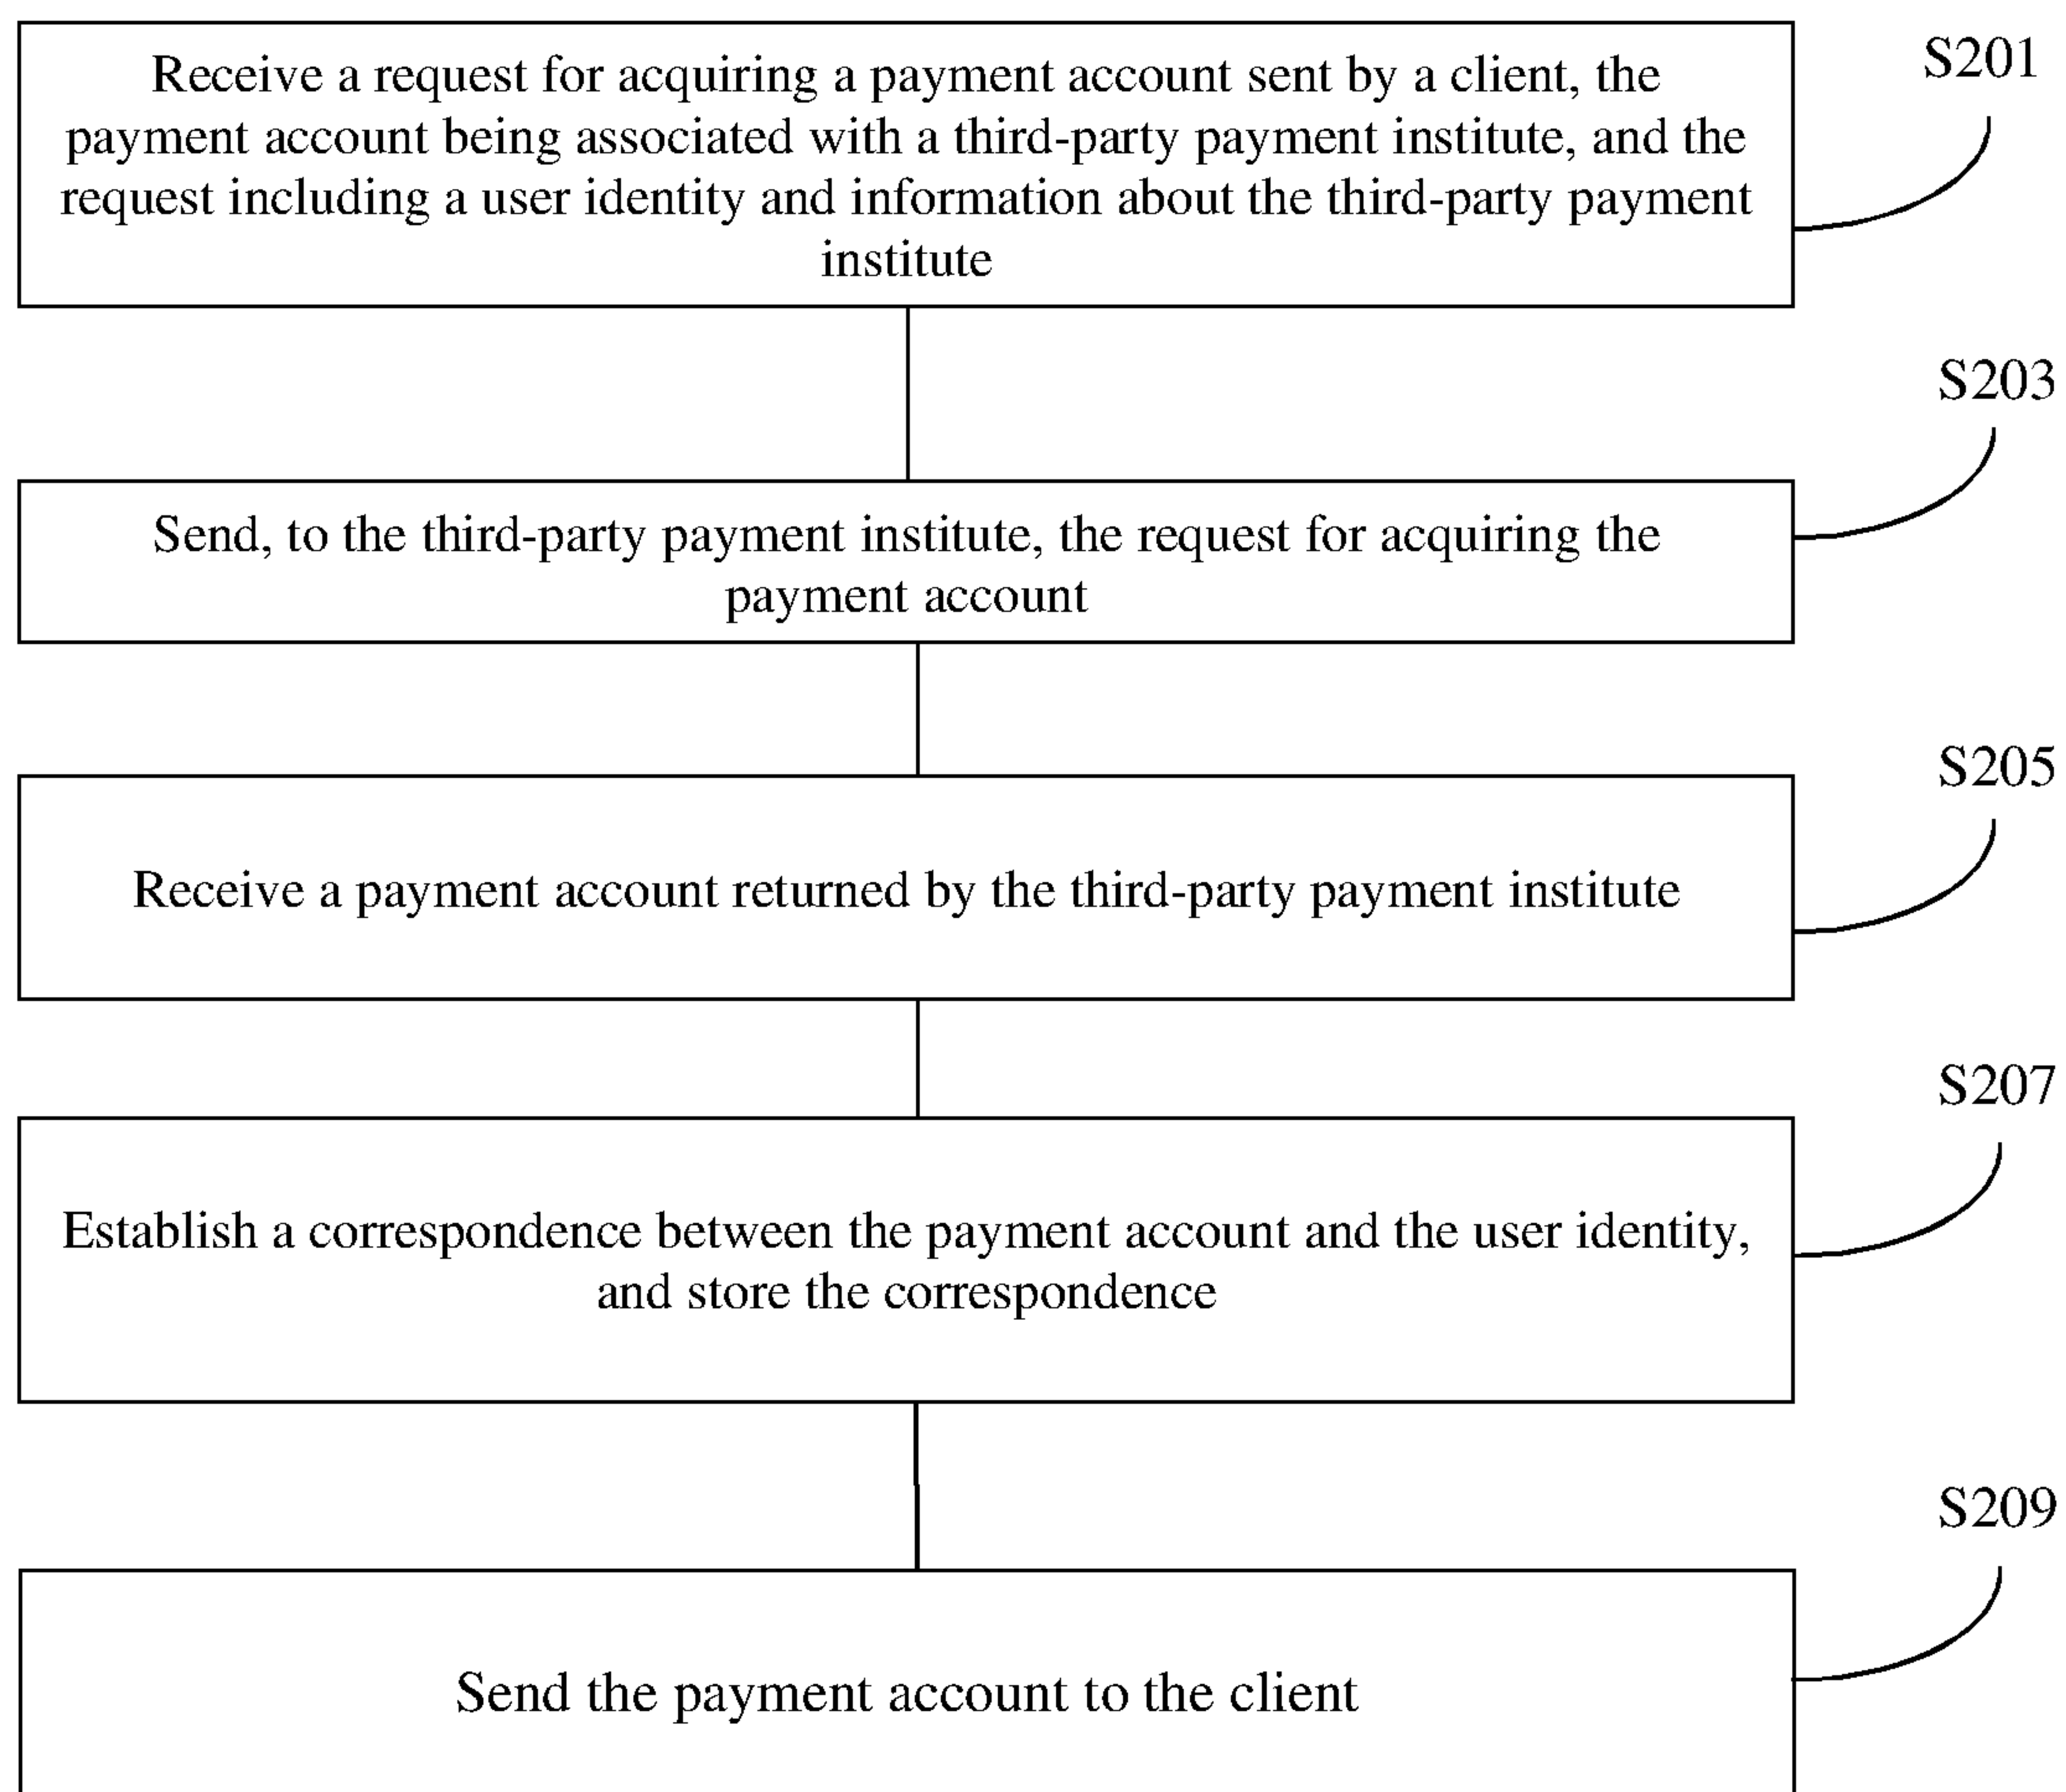 Receive a request for acquiring a payment account sent by a client, the
payment account being associated with a third-party payment institute, and the
request including a user identity and information about the third-party payment
institute
S201
S203
Send, to the third-party payment institute, the request for acquiring the
payment account
S205
Receive a payment account returned by the third-party payment institute
S207
Establish a correspondence between the payment account and the user identity,
and store the correspondence
S209
Send the payment account to the client